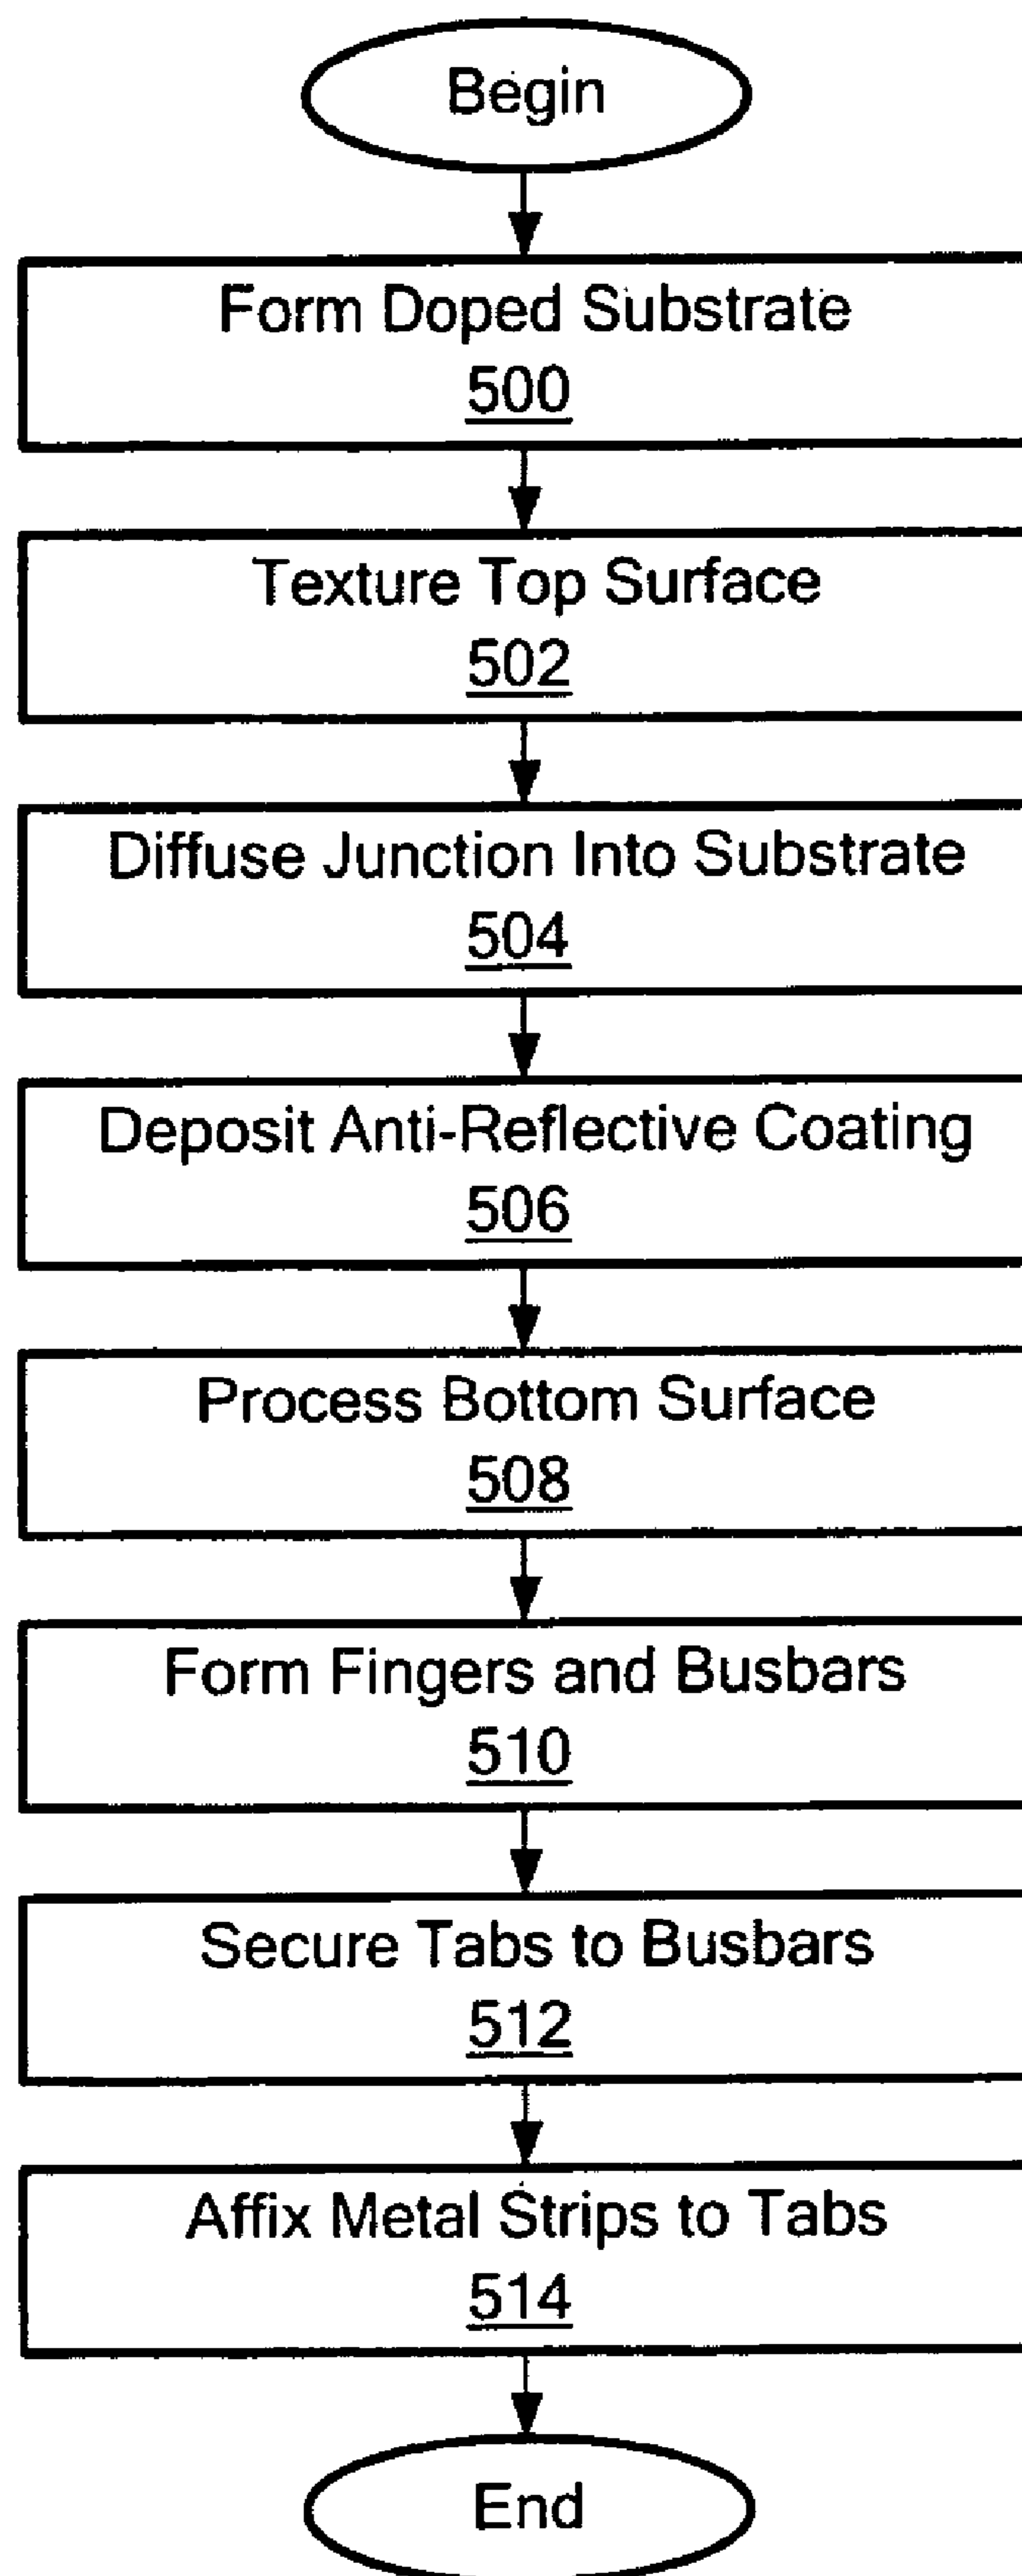 Begin
Form Doped Substrate
500
Texture Top Surface
502
Diffuse Junction Into Substrate
504
Deposit Anti-Reflective Coating
506
Process Bottom Surface
508
Form Fingers and Busbars
510
Secure Tabs to Busbars
512
Affix Metal Strips to Tabs
514
End